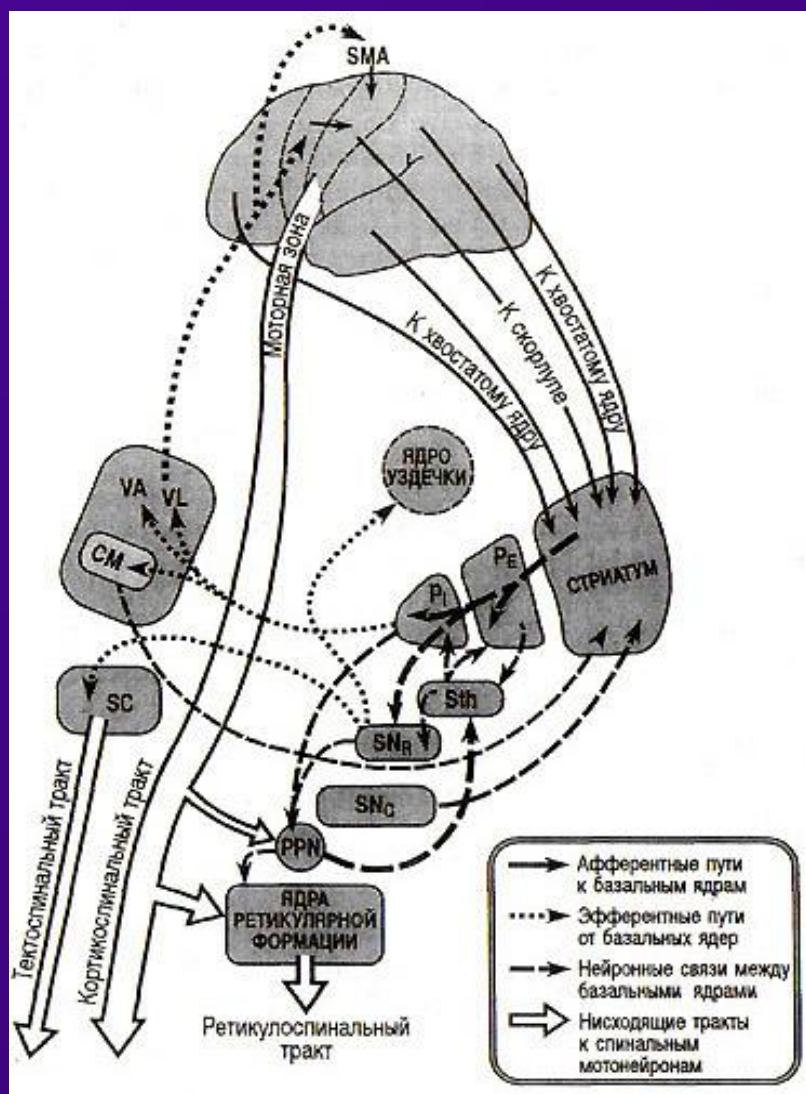 SMA
Моторная зона
К хвостатому ядру
К скорлупе
К хвостатому ядру
ЯДРО
УЗДЕЧКИ
VA
VL
CM
PE
PI
СТРИАТУМ
SC
Sth
SNR
SNC
PPN
Тектоспинальный тракт
Кортикоспинальный тракт
ЯДРА
РЕТИКУЛЯРНОЙ
ФОРМАЦИИ
Ретикулоспинальный
тракт
Афферентные пути
к базальным ядрам
Эфферентные пути
от базальных ядер
Нейронные связи между
базальными ядрами
Нисходящие тракты
к спинальным
мотонейронам